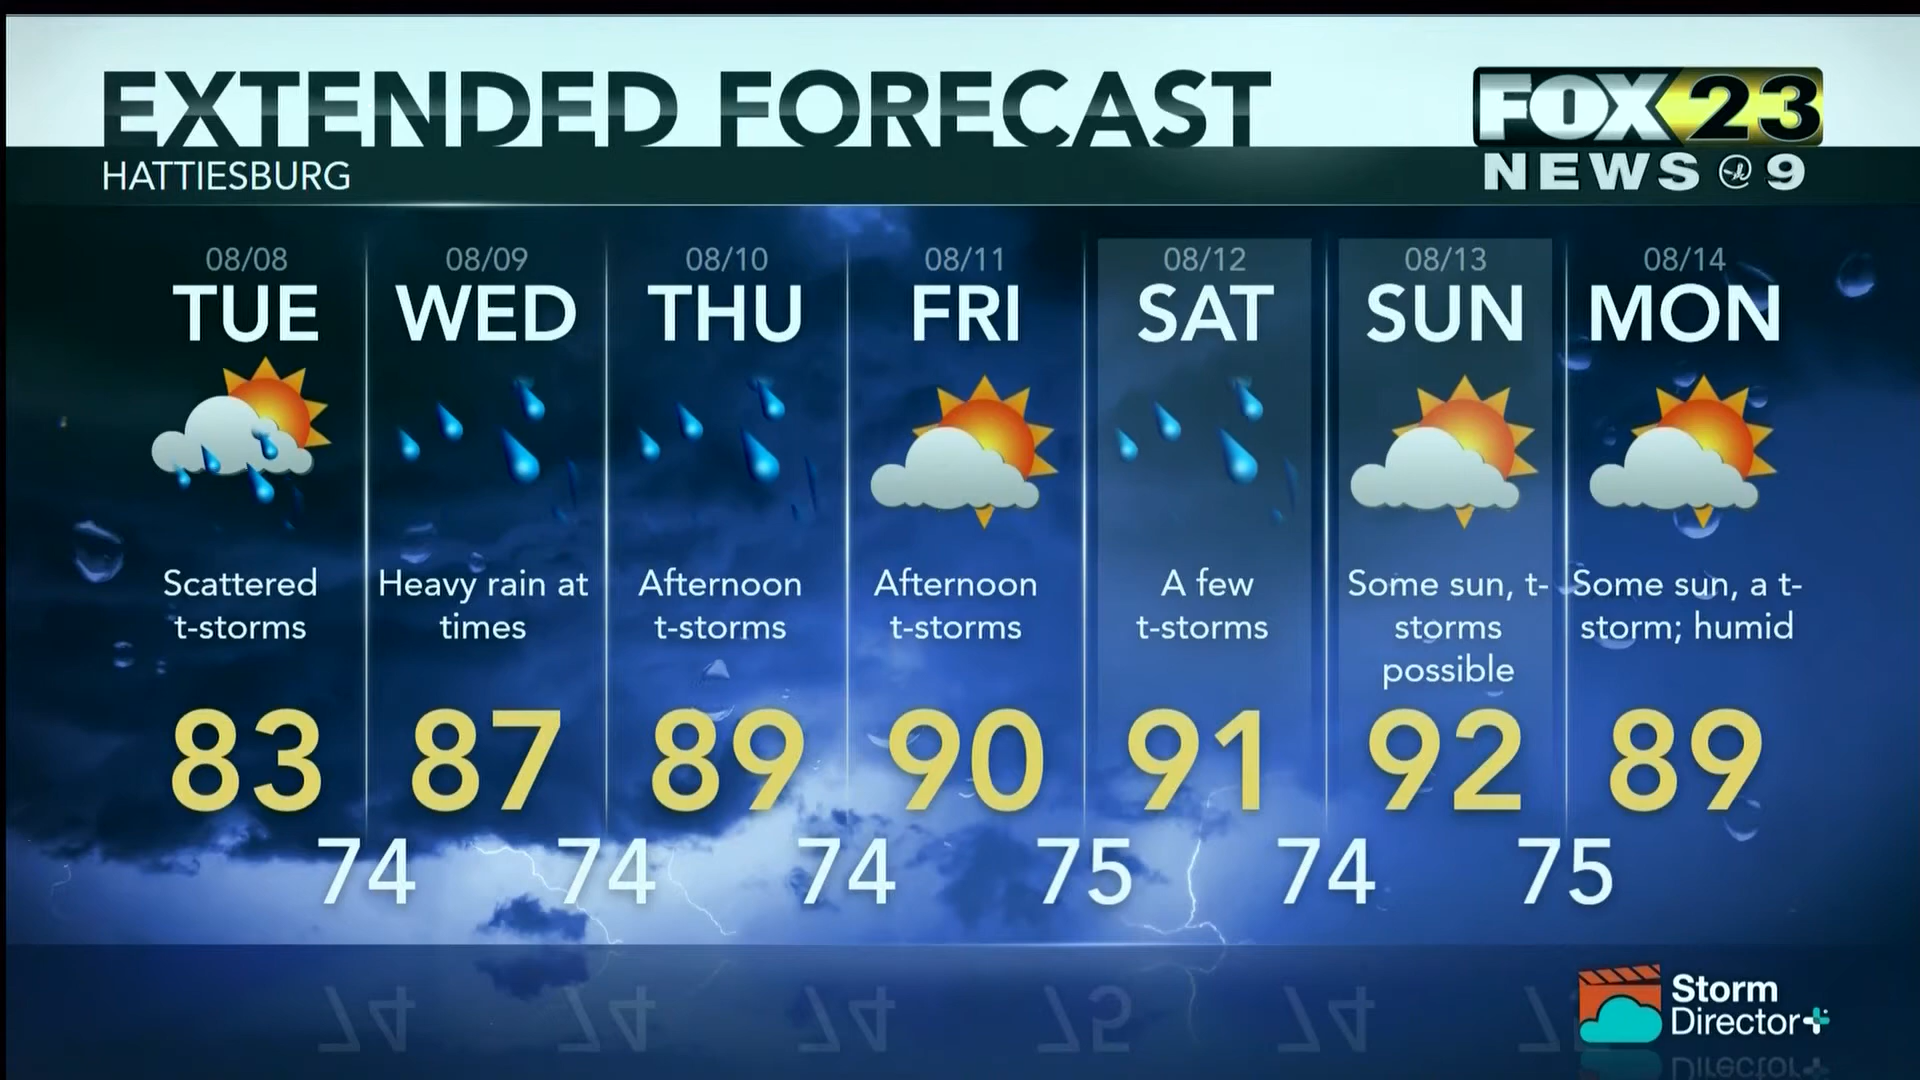 EXTENDED FORECAST
HATTIESBURG
FOX 23
NEWS @ 9
08/08
TUE
Scattered
t-storms
83
08/09
WED
Heavy rain at
times
87
08/10
THU
Afternoon
t-storms
89
08/11
FRI
Afternoon
t-storms
90
08/12
SAT
A few
t-storms
91
08/13
SUN
Some sun, t-
storms
possible
92
08/14
MON
Some sun, a t-
storm; humid
89
74 74 74 75 74 75
Storm
Director+